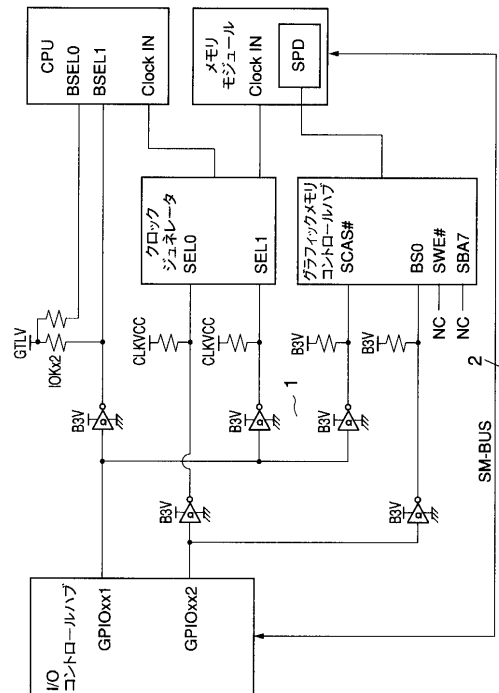 CPU
BSEL0
BSEL1
Clock IN
メモリ
モジュール
Clock IN
SPD
クロック
ジュネレータ
SEL0
SEL1
グラフィックメモリ
コントロールハブ
SCAS#
BS0
SWE#
SBA7
NC
NC
GTLV
10K×2
CLKVCC
CLKVCC
B3V
B3V
B3V
B3V
B3V
B3V
B3V
1
2
SM-BUS
I/O
コントロールハブ
GPIOxx1
GPIOxx2